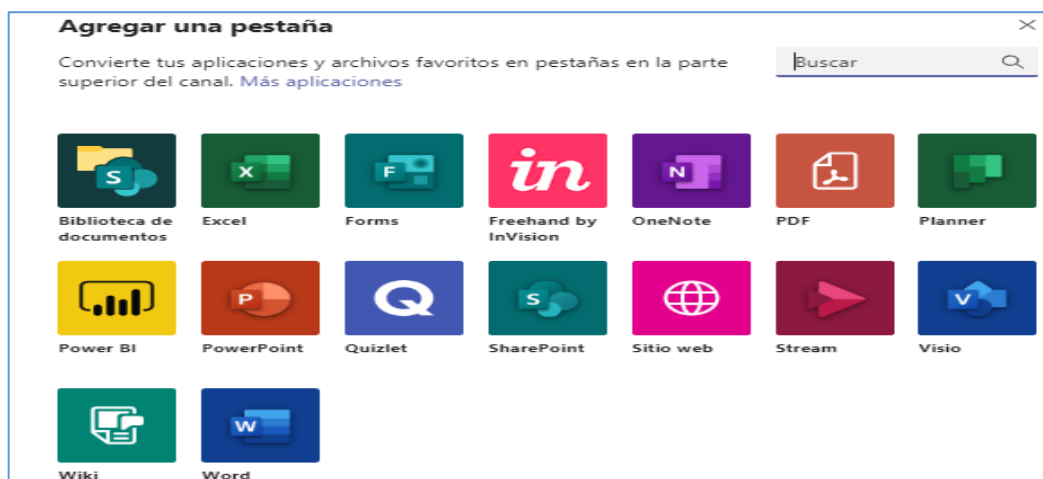 Agregar una pestaña
Convierte tus aplicaciones y archivos favoritos en pestañas en la parte
superior del canal. Más aplicaciones
Buscar
S
X
F
in
N
Biblioteca de
documentos
Excel
Forms
Freehand by
InVision
OneNote
PDF
Planner
P
Q
S
V
Power BI
PowerPoint
Quizlet
SharePoint
Sitio web
Stream
Visio
W
Wiki
Word